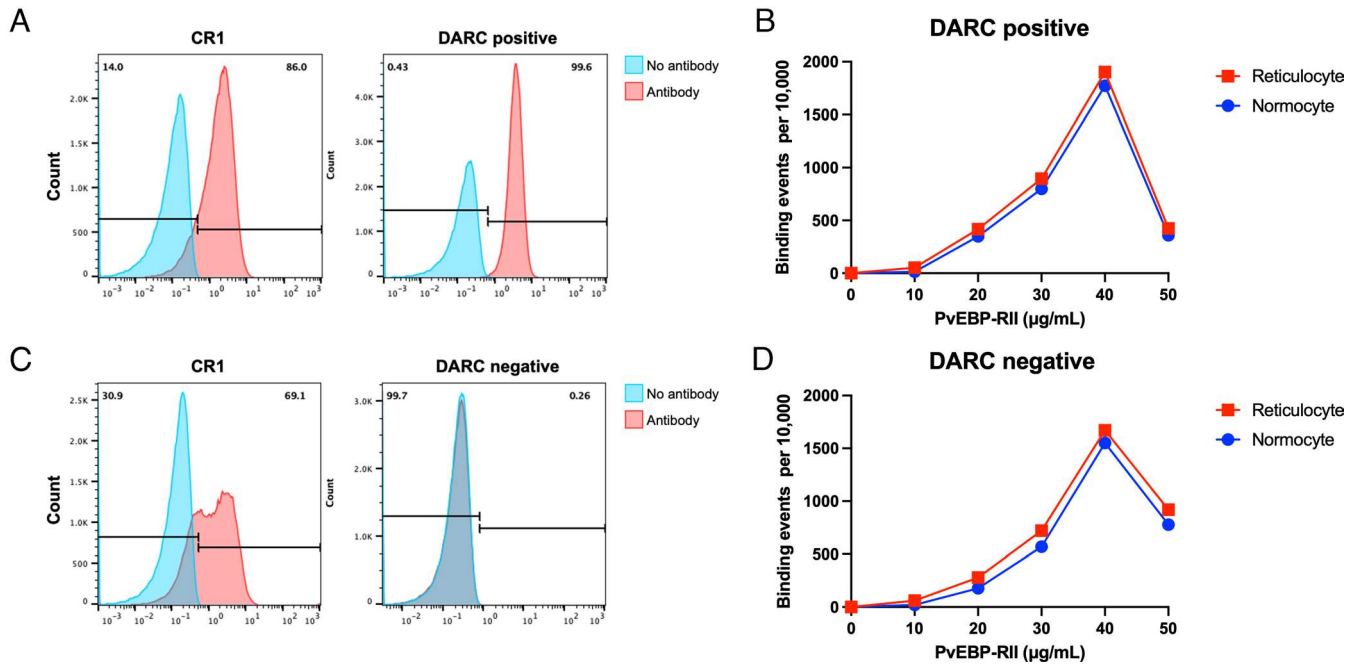 A
CR1
14.0 86.0
2.0K
1.5K
1.0K
500
0
Count
10^-3 10^-2 10^-1 10^0 10^1 10^2 10^3
DARC positive
0.43 99.6
4.0K
3.0K
2.0K
1.0K
0
Count
10^-3 10^-2 10^-1 10^0 10^1 10^2 10^3
No antibody
Antibody
B
DARC positive
2000
1500
1000
500
0
Binding events per 10,000
0 10 20 30 40 50
PvEBP-RII (µg/mL)
Reticulocyte
Normocyte
C
CR1
30.9 69.1
2.5K
2.0K
1.5K
1.0K
500
0
Count
10^-3 10^-2 10^-1 10^0 10^1 10^2 10^3
DARC negative
99.7 0.26
3.0K
2.0K
1.0K
0
Count
10^-2 10^-1 10^0 10^1 10^2 10^3
No antibody
Antibody
D
DARC negative
2000
1500
1000
500
0
Binding events per 10,000
0 10 20 30 40 50
PvEBP-RII (µg/mL)
Reticulocyte
Normocyte